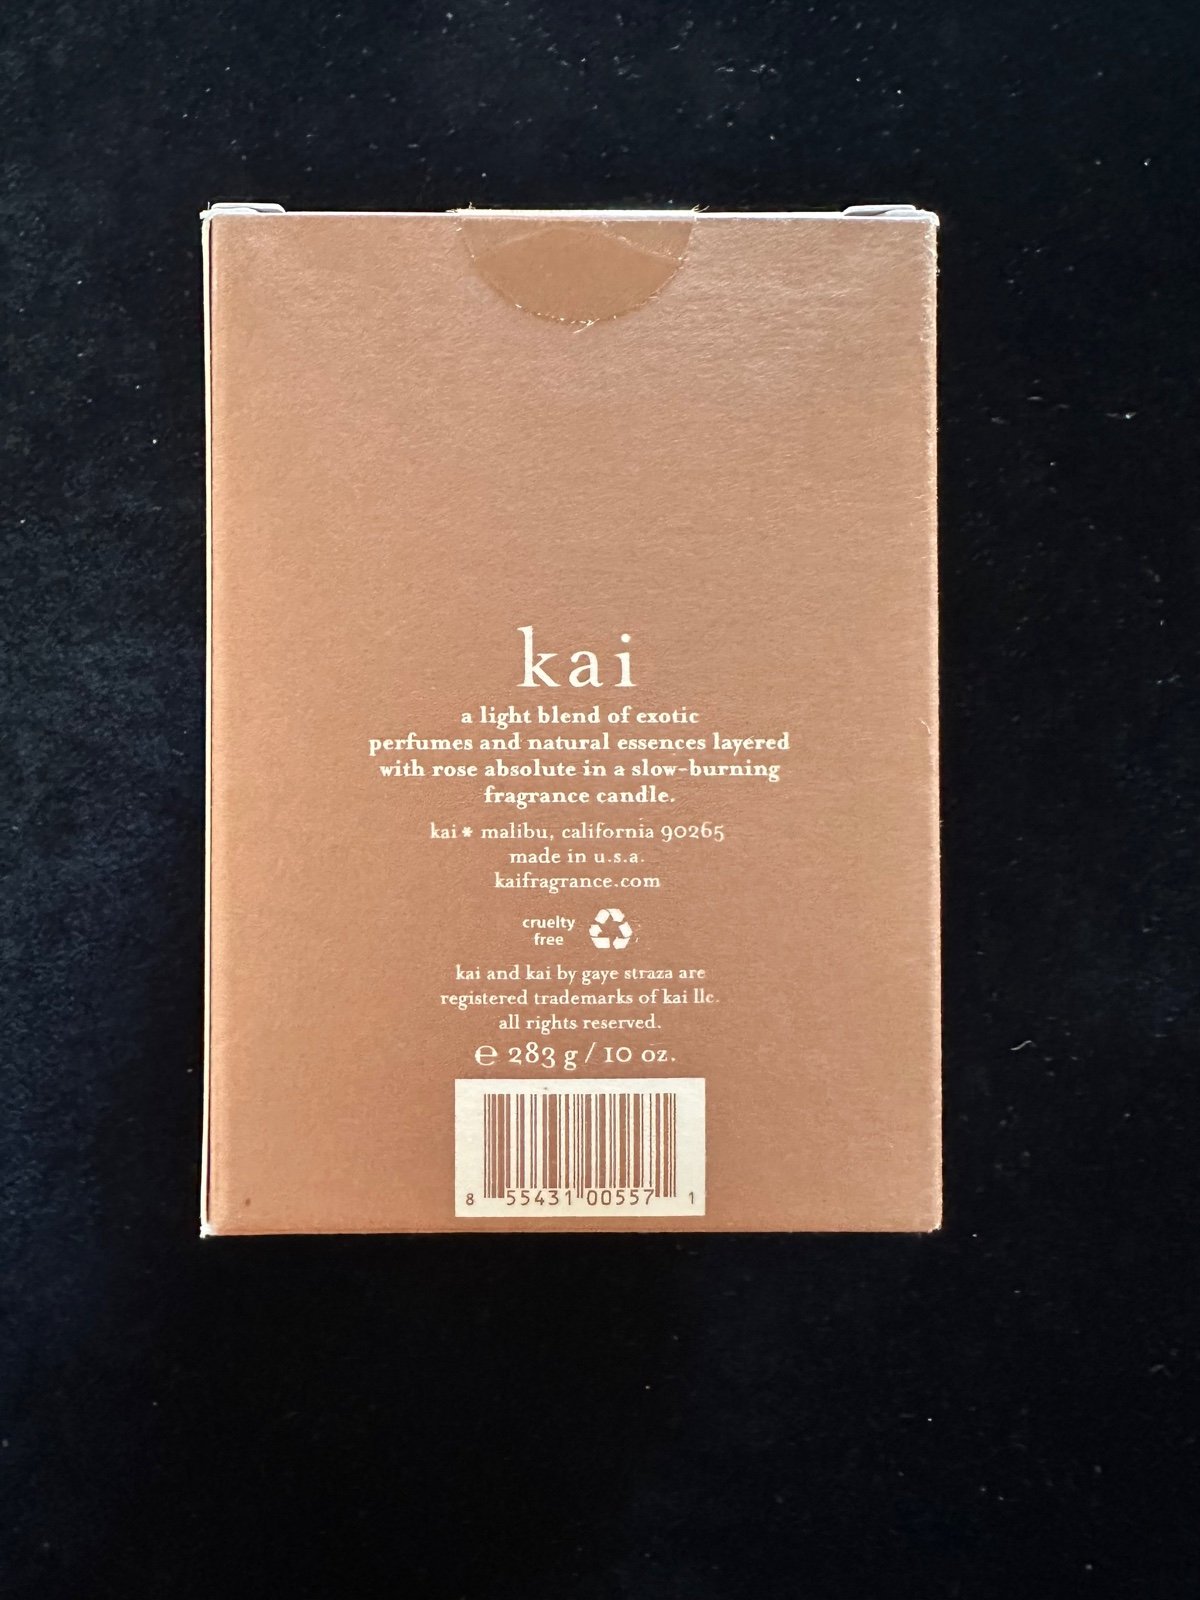 kai
a light blend of exotic
perfumes and natural essences layered
with rose absolute in a slow-burning
fragrance candle.
kai * malibu, california 90265
made in u.s.a.
kaifragrance.com
cruelty
free
kai and kai by gaye straza are
registered trademarks of kai llc.
all rights reserved.
℮ 283 g / 10 oz.
8 55431 00557 1